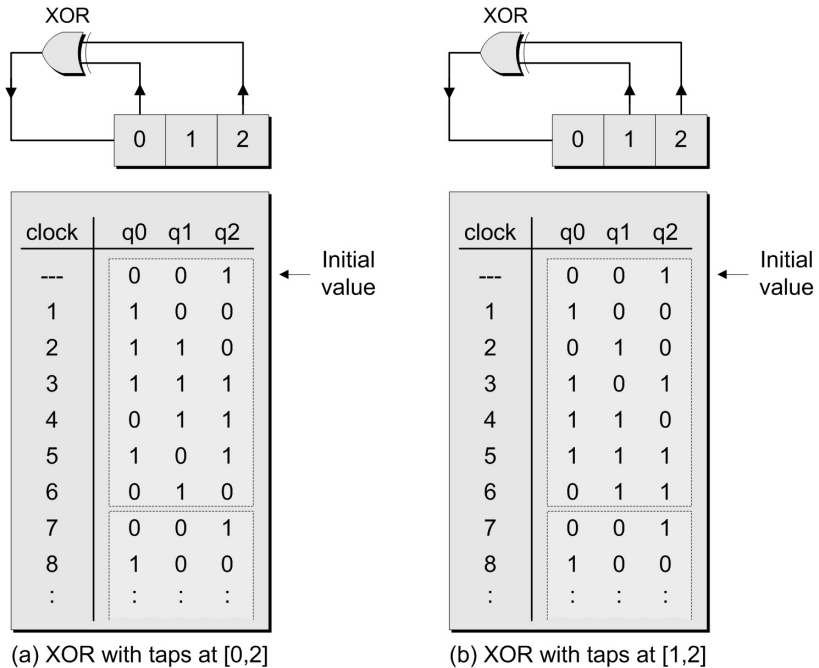 XOR
0 1 2
clock q0 q1 q2
--- 0 0 1
1 1 0 0
2 1 1 0
3 1 1 1
4 0 1 1
5 1 0 1
6 0 1 0
7 0 0 1
8 1 0 0
: : : :
Initial
value
(a) XOR with taps at [0,2]
XOR
0 1 2
clock q0 q1 q2
--- 0 0 1
1 1 0 0
2 0 1 0
3 1 0 1
4 1 1 0
5 1 1 1
6 0 1 1
7 0 0 1
8 1 0 0
: : : :
Initial
value
(b) XOR with taps at [1,2]